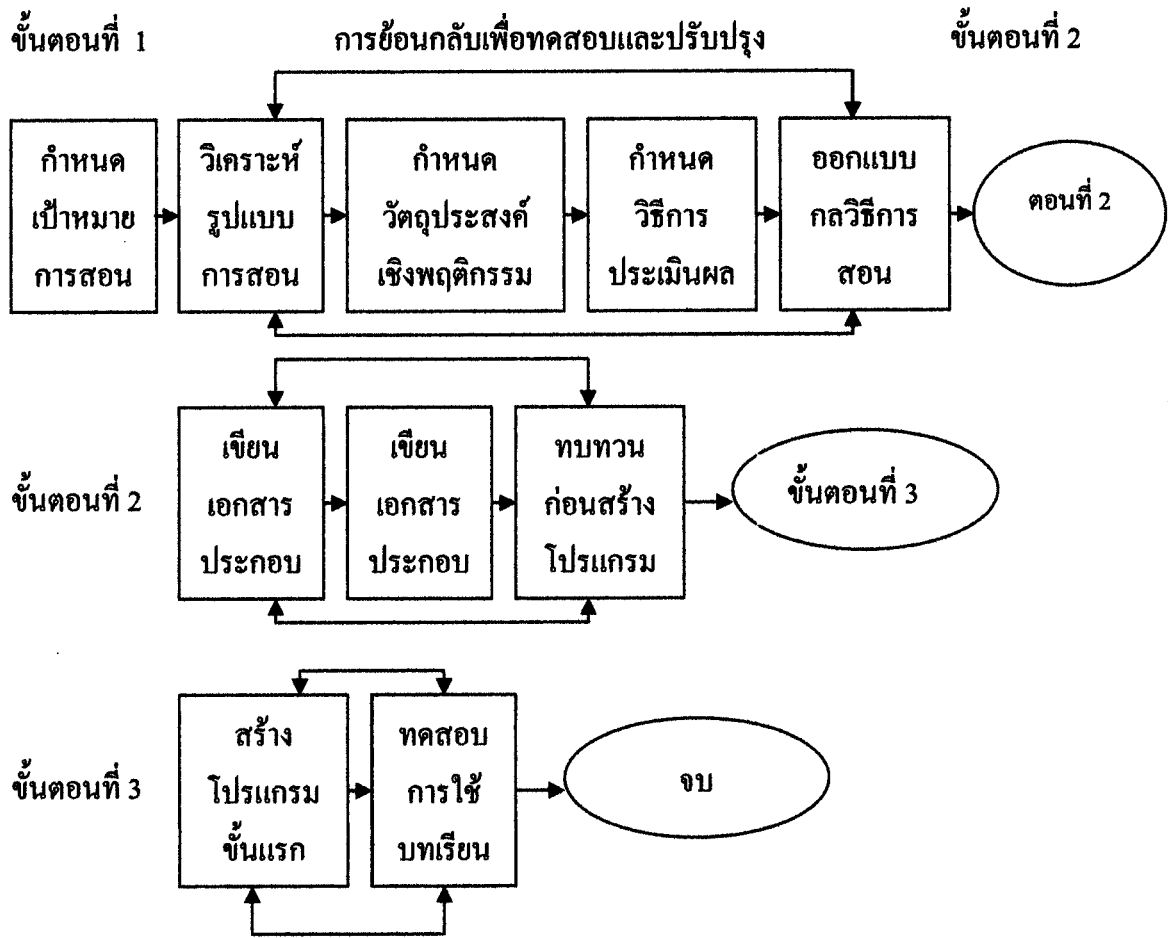 ขั้นตอนที่ 1 การย้อนกลับเพื่อทดสอบและปรับปรุง ขั้นตอนที่ 2
กำหนด
เป้าหมาย
การสอน
วิเคราะห์
รูปแบบ
การสอน
กำหนด
วัตถุประสงค์
เชิงพฤติกรรม
กำหนด
วิธีการ
ประเมินผล
ออกแบบ
กลวิธีการ
สอน
ตอนที่ 2
ขั้นตอนที่ 2
เขียน
เอกสาร
ประกอบ
เขียน
เอกสาร
ประกอบ
ทบทวน
ก่อนสร้าง
โปรแกรม
ขั้นตอนที่ 3
ขั้นตอนที่ 3
สร้าง
โปรแกรม
ขั้นแรก
ทดสอบ
การใช้
บทเรียน
จบ